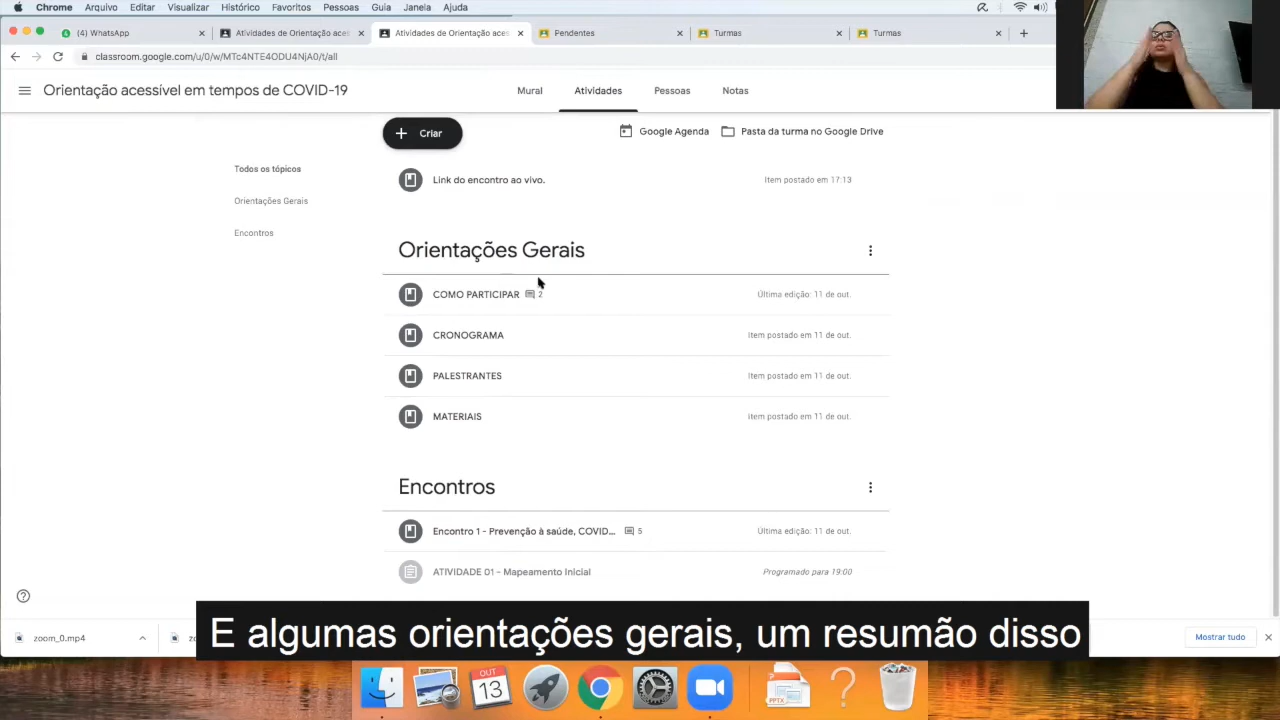 Chrome Arquivo Editar Visualizar Histórico Favoritos Pessoas Guia Janela Ajuda
(4) WhatsApp
Atividades de Orientação aces
Atividades de Orientação aces
Pendentes
Turmas
Turmas
classroom.google.com/u/0/w/MTc4NTE4ODU4NjA0/t/all
Orientação acessível em tempos de COVID-19
Mural
Atividades
Pessoas
Notas
Criar
Google Agenda
Pasta da turma no Google Drive
Todos os tópicos
Orientações Gerais
Encontros
Link do encontro ao vivo.
Item postado em 17:13
Orientações Gerais
COMO PARTICIPAR 2
Última edição: 11 de out.
CRONOGRAMA
Item postado em 11 de out.
PALESTRANTES
Item postado em 11 de out.
MATERIAIS
Item postado em 11 de out.
Encontros
Encontro 1 - Prevenção à saúde, COVID... 5
Última edição: 11 de out.
ATIVIDADE 01 - Mapeamento Inicial
Programado para 19:00
E algumas orientações gerais, um resumão disso
zoom_0.mp4
Mostrar tudo
OUT
13
PPTX